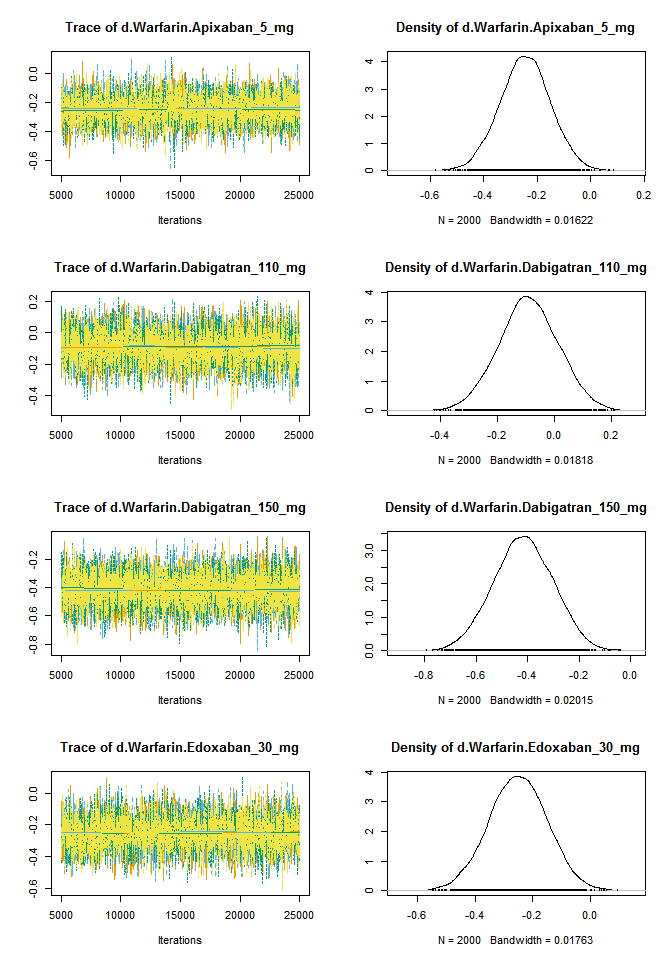 Trace of d.Warfarin.Apixaban_5_mg
0.0
-0.2
-0.4
-0.6
5000 10000 15000 20000 25000
Iterations
Density of d.Warfarin.Apixaban_5_mg
4
3
2
1
0
-0.6 -0.4 -0.2 0.0 0.2
N = 2000 Bandwidth = 0.01622
Trace of d.Warfarin.Dabigatran_110_mg
0.2
0.0
-0.2
-0.4
5000 10000 15000 20000 25000
Iterations
Density of d.Warfarin.Dabigatran_110_mg
4
3
2
1
0
-0.4 -0.2 0.0 0.2
N = 2000 Bandwidth = 0.01818
Trace of d.Warfarin.Dabigatran_150_mg
-0.2
-0.4
-0.6
-0.8
5000 10000 15000 20000 25000
Iterations
Density of d.Warfarin.Dabigatran_150_mg
3.0
2.0
1.0
0.0
-0.8 -0.6 -0.4 -0.2 0.0
N = 2000 Bandwidth = 0.02015
Trace of d.Warfarin.Edoxaban_30_mg
0.0
-0.2
-0.4
-0.6
5000 10000 15000 20000 25000
Iterations
Density of d.Warfarin.Edoxaban_30_mg
4
3
2
1
0
-0.6 -0.4 -0.2 0.0
N = 2000 Bandwidth = 0.01763